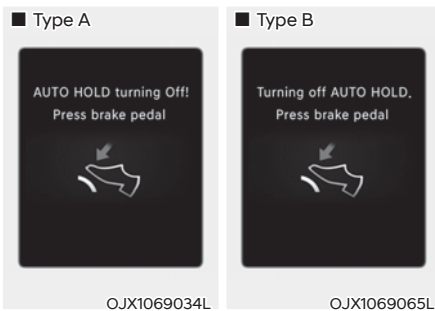 ■ Type A
AUTO HOLD turning Off!
Press brake pedal
OJX1069034L
■ Type B
Turning off AUTO HOLD.
Press brake pedal
OJX1069065L